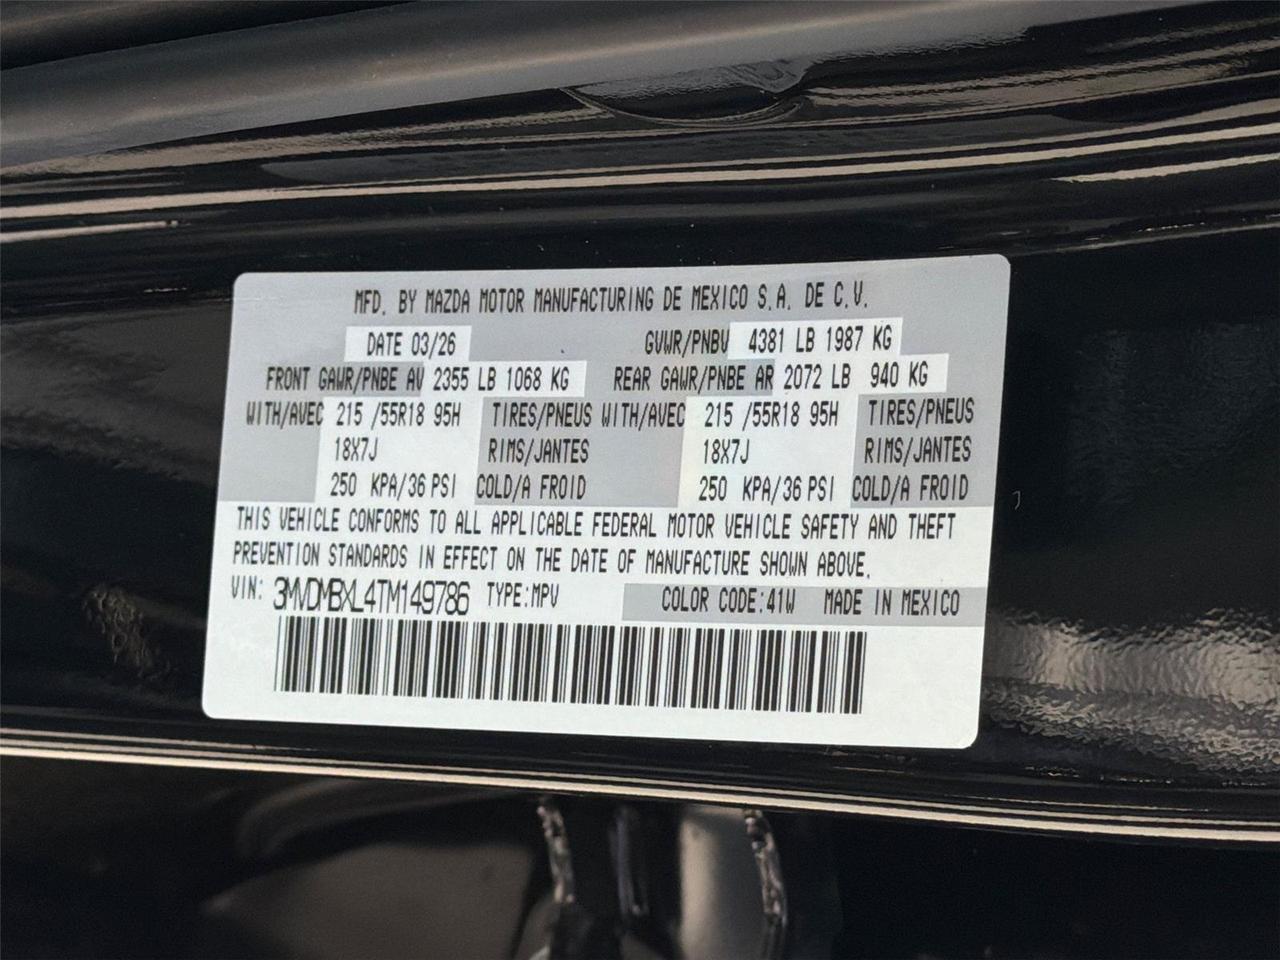 MFD. BY MAZDA MOTOR MANUFACTURING DE MEXICO S.A. DE C.V.
DATE 03/26 GVWR/PNBV 4381 LB 1987 KG
FRONT GAWR/PNBE AV 2355 LB 1068 KG REAR GAWR/PNBE AR 2072 LB 940 KG
WITH/AVEC 215 /55R18 95H TIRES/PNEUS WITH/AVEC 215 /55R18 95H TIRES/PNEUS
18X7J RIMS/JANTES 18X7J RIMS/JANTES
250 KPA/36 PSI COLD/A FROID 250 KPA/36 PSI COLD/A FROID
THIS VEHICLE CONFORMS TO ALL APPLICABLE FEDERAL MOTOR VEHICLE SAFETY AND THEFT
PREVENTION STANDARDS IN EFFECT ON THE DATE OF MANUFACTURE SHOWN ABOVE.
VIN: 3MVDMBXL4TM149786 TYPE:MPV COLOR CODE:41W MADE IN MEXICO